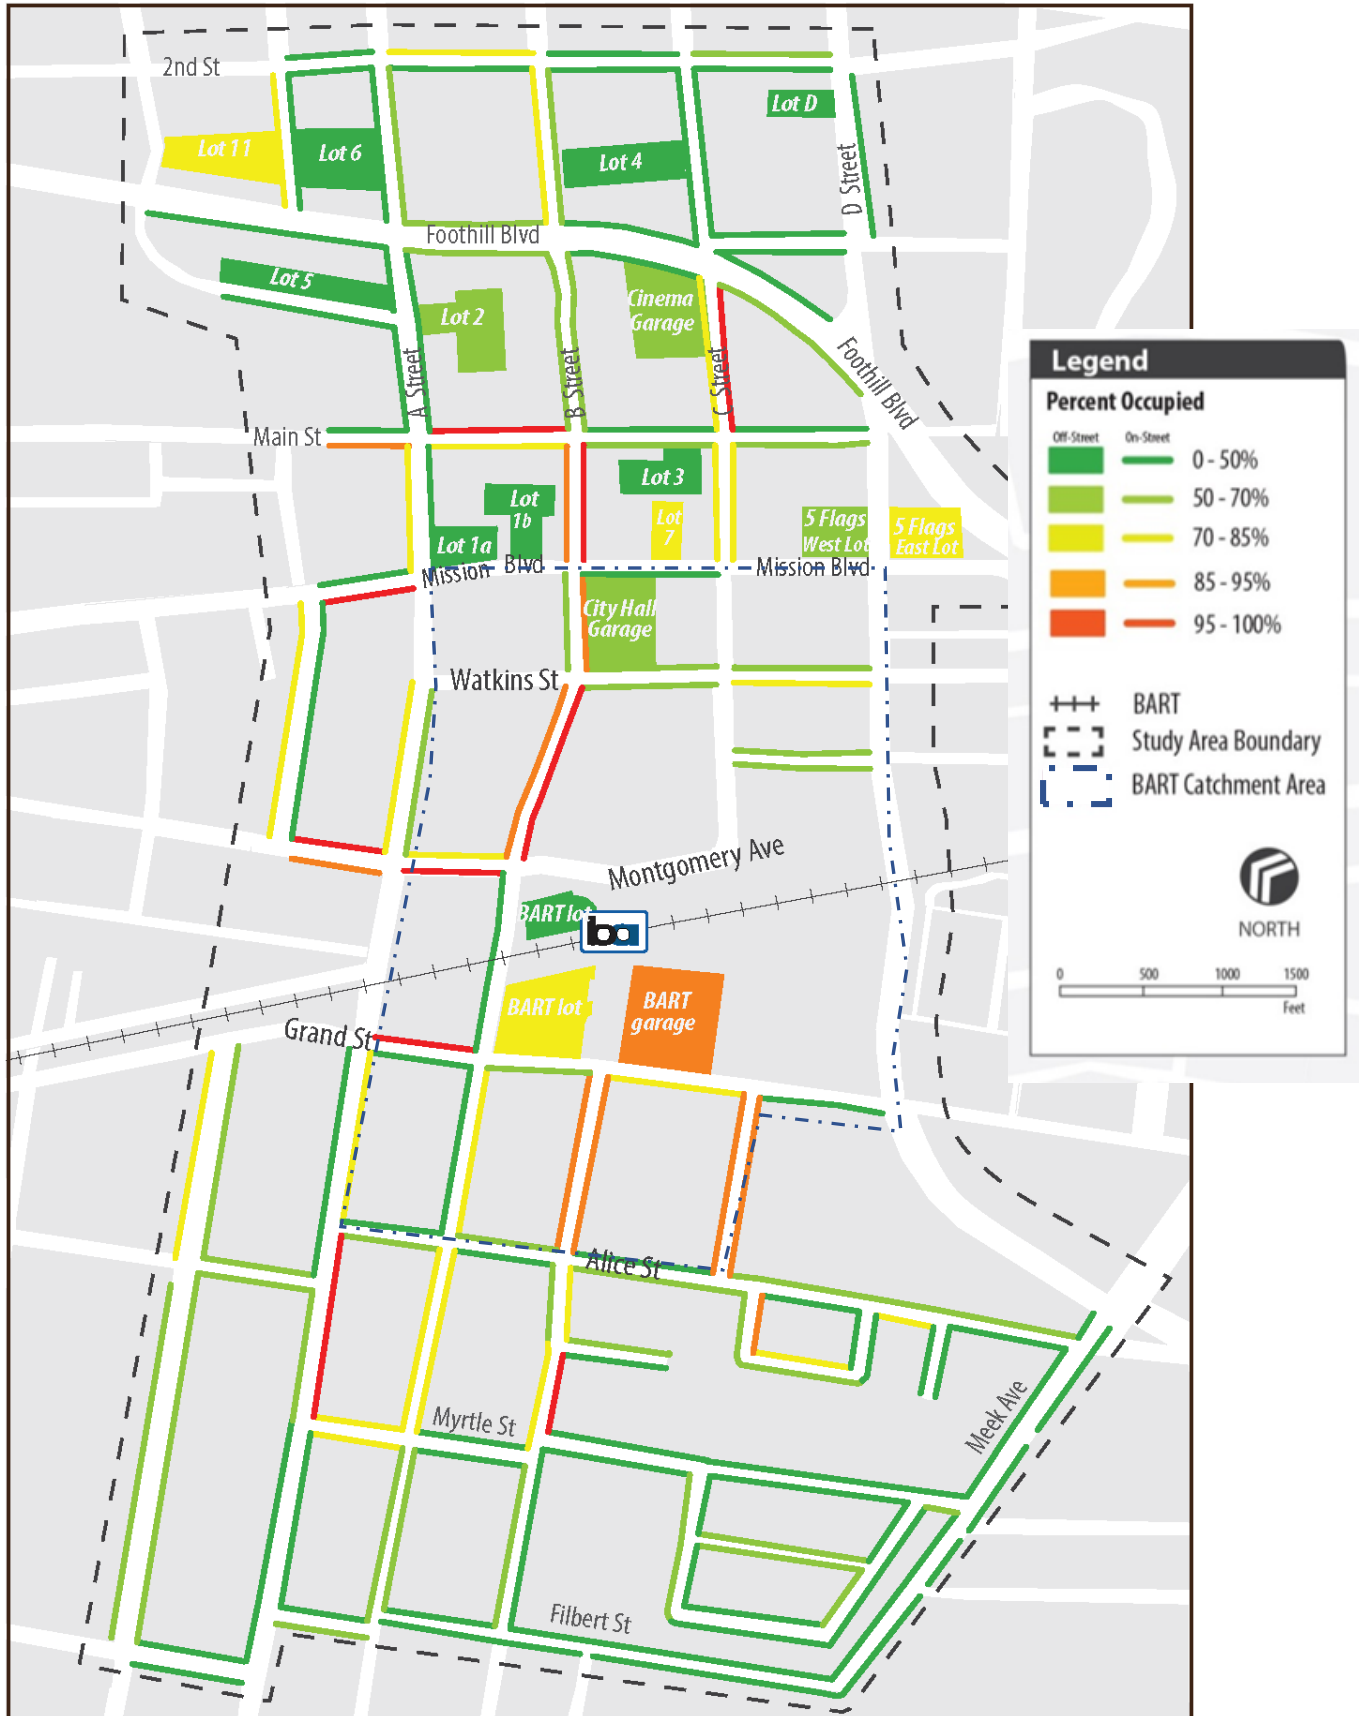 2nd St
Lot D
Lot 11
Lot 6
Lot 4
D Street
Foothill Blvd
Lot 5
Lot 2
Cinema
Garage
A Street
B Street
C Street
Foothill Blvd
Main St
Lot 3
Lot
1b
Lot
7
5 Flags
West Lot
5 Flags
East Lot
Lot 1a
Mission Blvd
Mission Blvd
City Hall
Garage
Watkins St
Montgomery Ave
BART lot
ba
BART lot
BART
garage
Grand St
Alice St
Myrtle St
Meek Ave
Filbert St
Legend
Percent Occupied
Off-Street
On-Street
0 - 50%
50 - 70%
70 - 85%
85 - 95%
95 - 100%
BART
Study Area Boundary
BART Catchment Area
NORTH
0 500 1000 1500
Feet